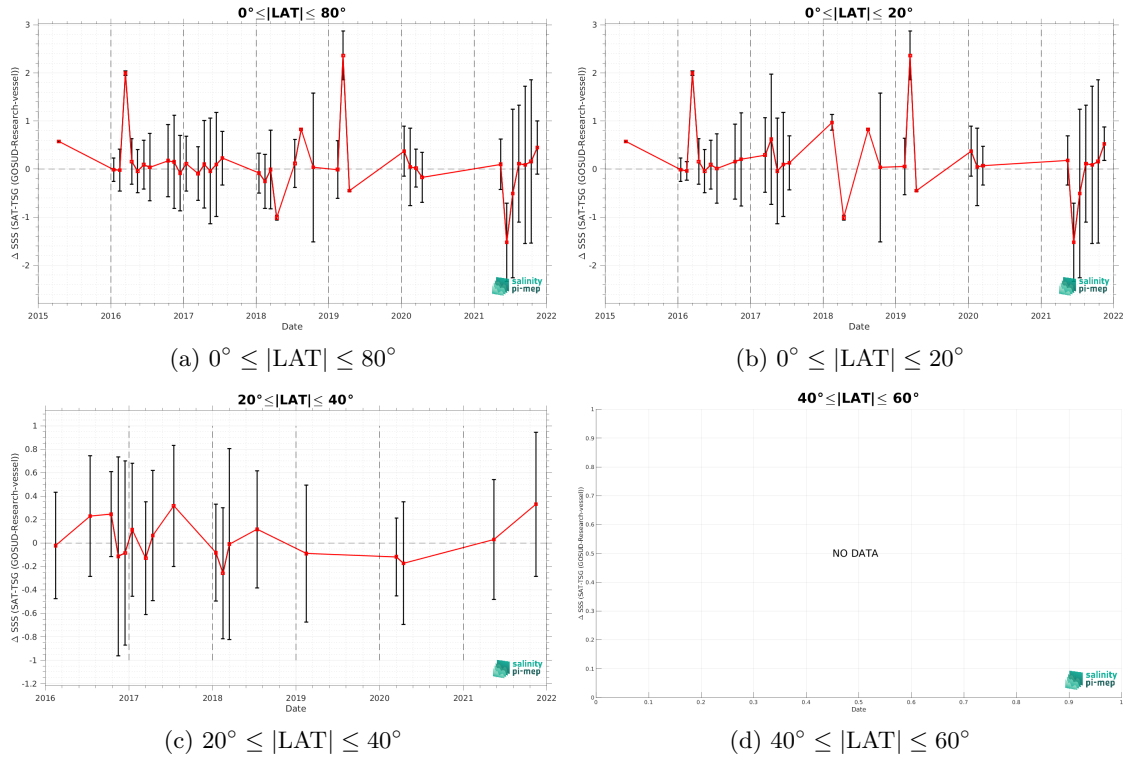 0°≤|LAT|≤ 80°
3
2
1
0
-1
-2
Δ SSS (SAT-TSG (GOSUD-Research-vessel))
2015 2016 2017 2018 2019 2020 2021 2022
Date
salinity
pi-mep
(a) 0° ≤ |LAT| ≤ 80°
0°≤|LAT|≤ 20°
3
2
1
0
-1
-2
Δ SSS (SAT-TSG (GOSUD-Research-vessel))
2015 2016 2017 2018 2019 2020 2021 2022
Date
salinity
pi-mep
(b) 0° ≤ |LAT| ≤ 20°
20°≤|LAT|≤ 40°
1
0.8
0.6
0.4
0.2
0
-0.2
-0.4
-0.6
-0.8
-1
-1.2
Δ SSS (SAT-TSG (GOSUD-Research-vessel))
2016 2017 2018 2019 2020 2021 2022
Date
salinity
pi-mep
(c) 20° ≤ |LAT| ≤ 40°
40°≤|LAT|≤ 60°
1
0.9
0.8
0.7
0.6
0.5
0.4
0.3
0.2
0.1
0
Δ SSS (SAT-TSG (GOSUD-Research-vessel))
NO DATA
0 0.1 0.2 0.3 0.4 0.5 0.6 0.7 0.8 0.9 1
Date
salinity
pi-mep
(d) 40° ≤ |LAT| ≤ 60°